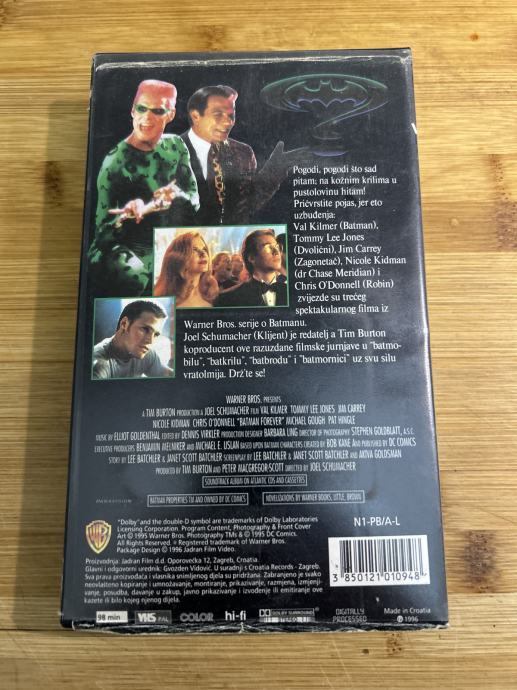 Pogodi, pogodi što sad
pitam; na kožnim krilima u
pustolovinu hitam!
Pričvrstite pojas, jer eto
uzbuđenja:
Val Kilmer (Batman),
Tommy Lee Jones
(Dvolični), Jim Carrey
(Zagonetač), Nicole Kidman
(dr Chase Meridian) i
Chris O'Donnell (Robin)
zvijezde su trećeg
spektakularnog filma iz
Warner Bros. serije o Batmanu.
Joel Schumacher (Klijent) je redatelj a Tim Burton
koproducent ove razuzdane filmske jurnjave u "batmo-
bilu", "batkrilu", "batbrodu" i "batmornici" uz svu silu
vratolmija. Držte se!
WARNER BROS. PRESENTS
A TIM BURTON PRODUCTION A JOEL SCHUMACHER FILM VAL KILMER TOMMY LEE JONES JIM CARREY
NICOLE KIDMAN CHRIS O'DONNELL "BATMAN FOREVER" MICHAEL GOUGH PAT HINGLE
MUSIC BY ELLIOT GOLDENTHAL EDITED BY DENNIS VIRKLER PRODUCTION DESIGNER BARBARA LING DIRECTOR OF PHOTOGRAPHY STEPHEN GOLDBLATT, A.S.C.
EXECUTIVE PRODUCERS BENJAMIN MELNIKER AND MICHAEL E. USLAN BASED UPON BATMAN CHARACTERS CREATED BY BOB KANE AND PUBLISHED BY DC COMICS
STORY BY LEE BATCHLER & JANET SCOTT BATCHLER SCREENPLAY BY LEE BATCHLER & JANET SCOTT BATCHLER AND AKIVA GOLDSMAN
PRODUCED BY TIM BURTON AND PETER MACGREGOR-SCOTT DIRECTED BY JOEL SCHUMACHER
SOUNDTRACK ALBUM ON ATLANTIC CDS AND CASSETTES
PANAVISION
BATMAN PROPERTIES TM AND OWNED BY DC COMICS
NOVELIZATIONS BY WARNER BOOKS, LITTLE, BROWN
WB
"Dolby" and the double-D symbol are trademarks of Dolby Laboratories
Licensing Corporation. Program Content, Photography & Front Cover
Art © 1995 Warner Bros. Photography TMs & © 1995 DC Comics.
All Rights Reserved. ® Registered trademark of Warner Bros.
Package Design © 1996 Jadran Film Video.
Proizvodnja: Jadran Film d.d. Oporovečka 12, Zagreb, Croatia.
Glavni i odgovorni urednik: Gvozden Vidović. U suradnji s Croatia Records - Zagreb.
Sva prava proizvođača i vlasnika snimljenog djela su pridržana. Zabranjeno je svako
neovlašteno kopiranje i umnožavanje, montiranje, prikazivanje, razmjena, iznajmlji-
vanje, posudba, davanje u zakup, javno prikazivanje i izvođenje ili emitiranje ove
kazete ili bilo kojeg njenog dijela.
N1-PB/A-L
3 850121 010948
98 min
VHS PAL
COLOR
hi-fi
DOLBY SURROUND
DIGITALLY
PROCESSED
Made in Croatia
℗ 1996